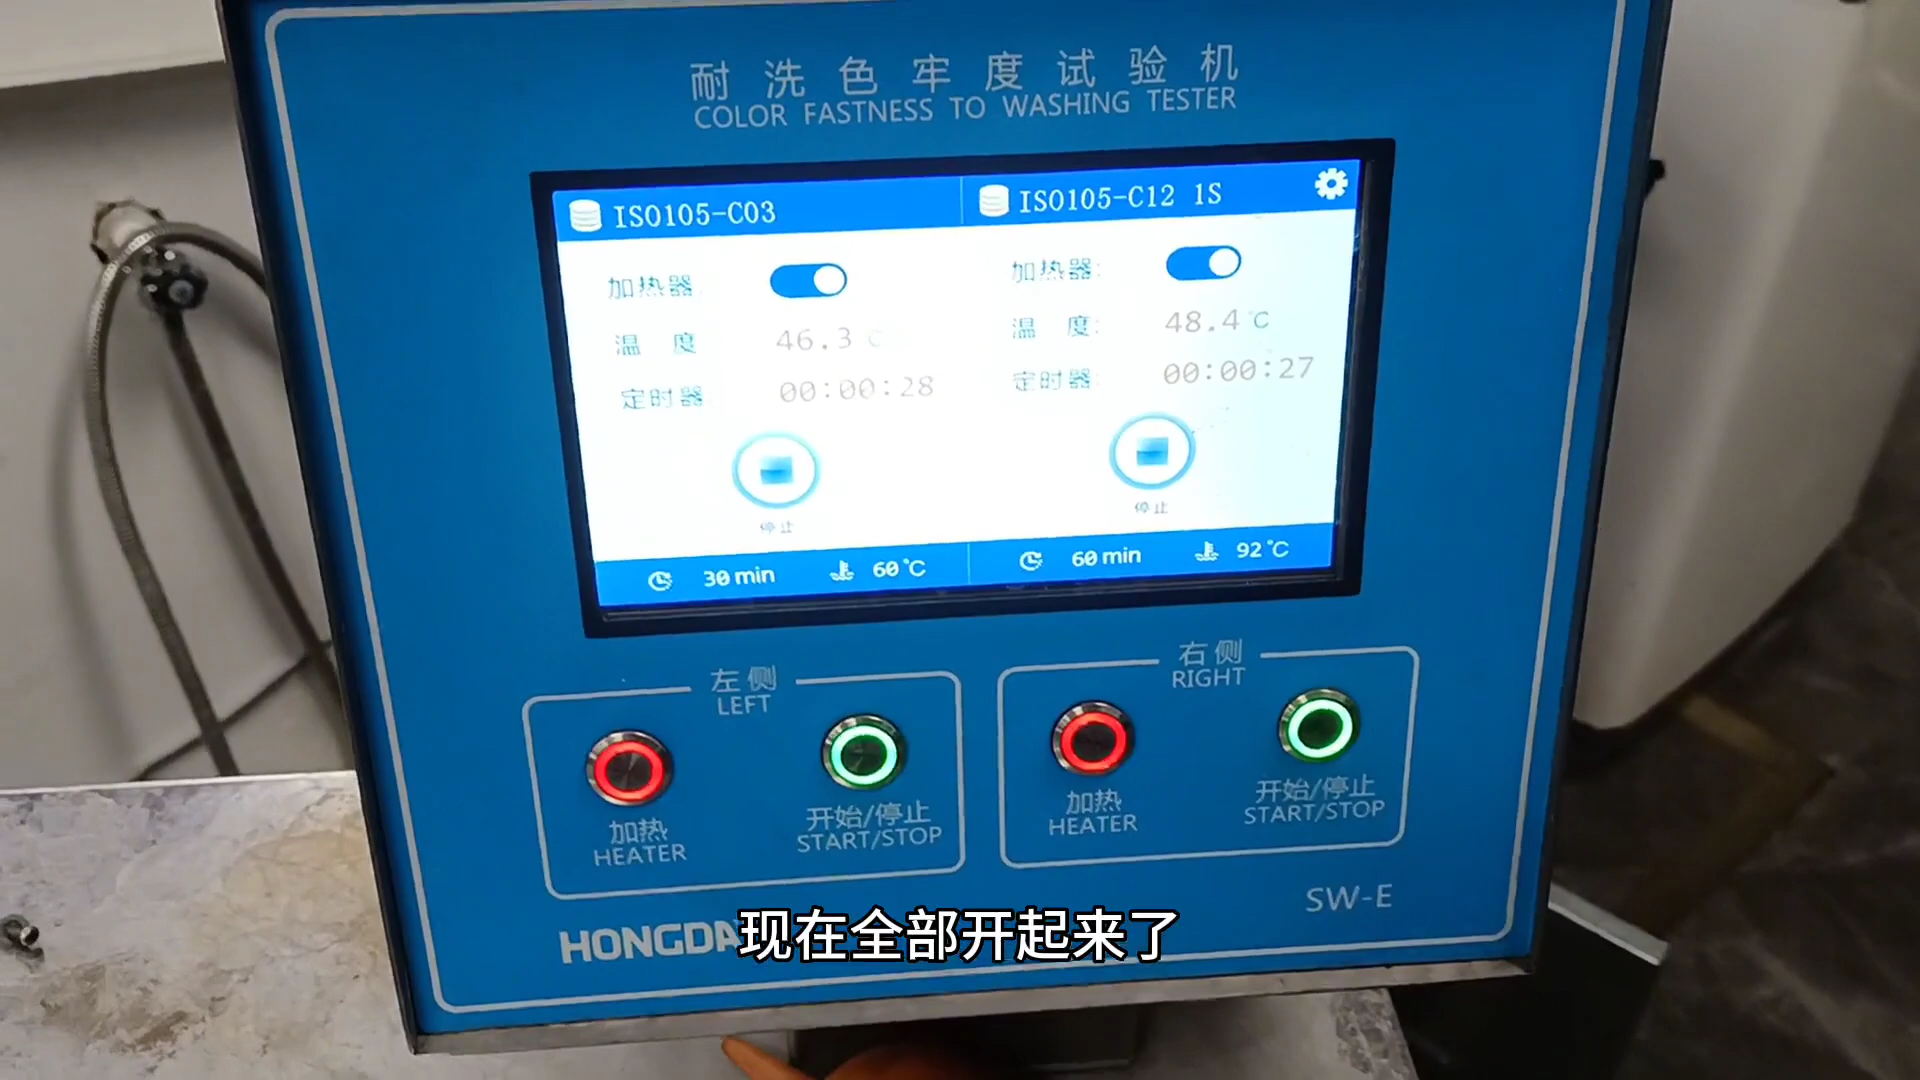 耐洗色牢度试验机
COLOR FASTNESS TO WASHING TESTER
ISO105-C03
加热器
温 度 46.3 C
定时器 00:00:28
停止
30 min 60 °C
ISO105-C12 1S
加热器:
温 度: 48.4 °C
定时器: 00:00:27
停止
60 min 92 °C
左侧
LEFT
加热
HEATER
开始/停止
START/STOP
右侧
RIGHT
加热
HEATER
开始/停止
START/STOP
SW-E
HONGDA
现在全部开起来了